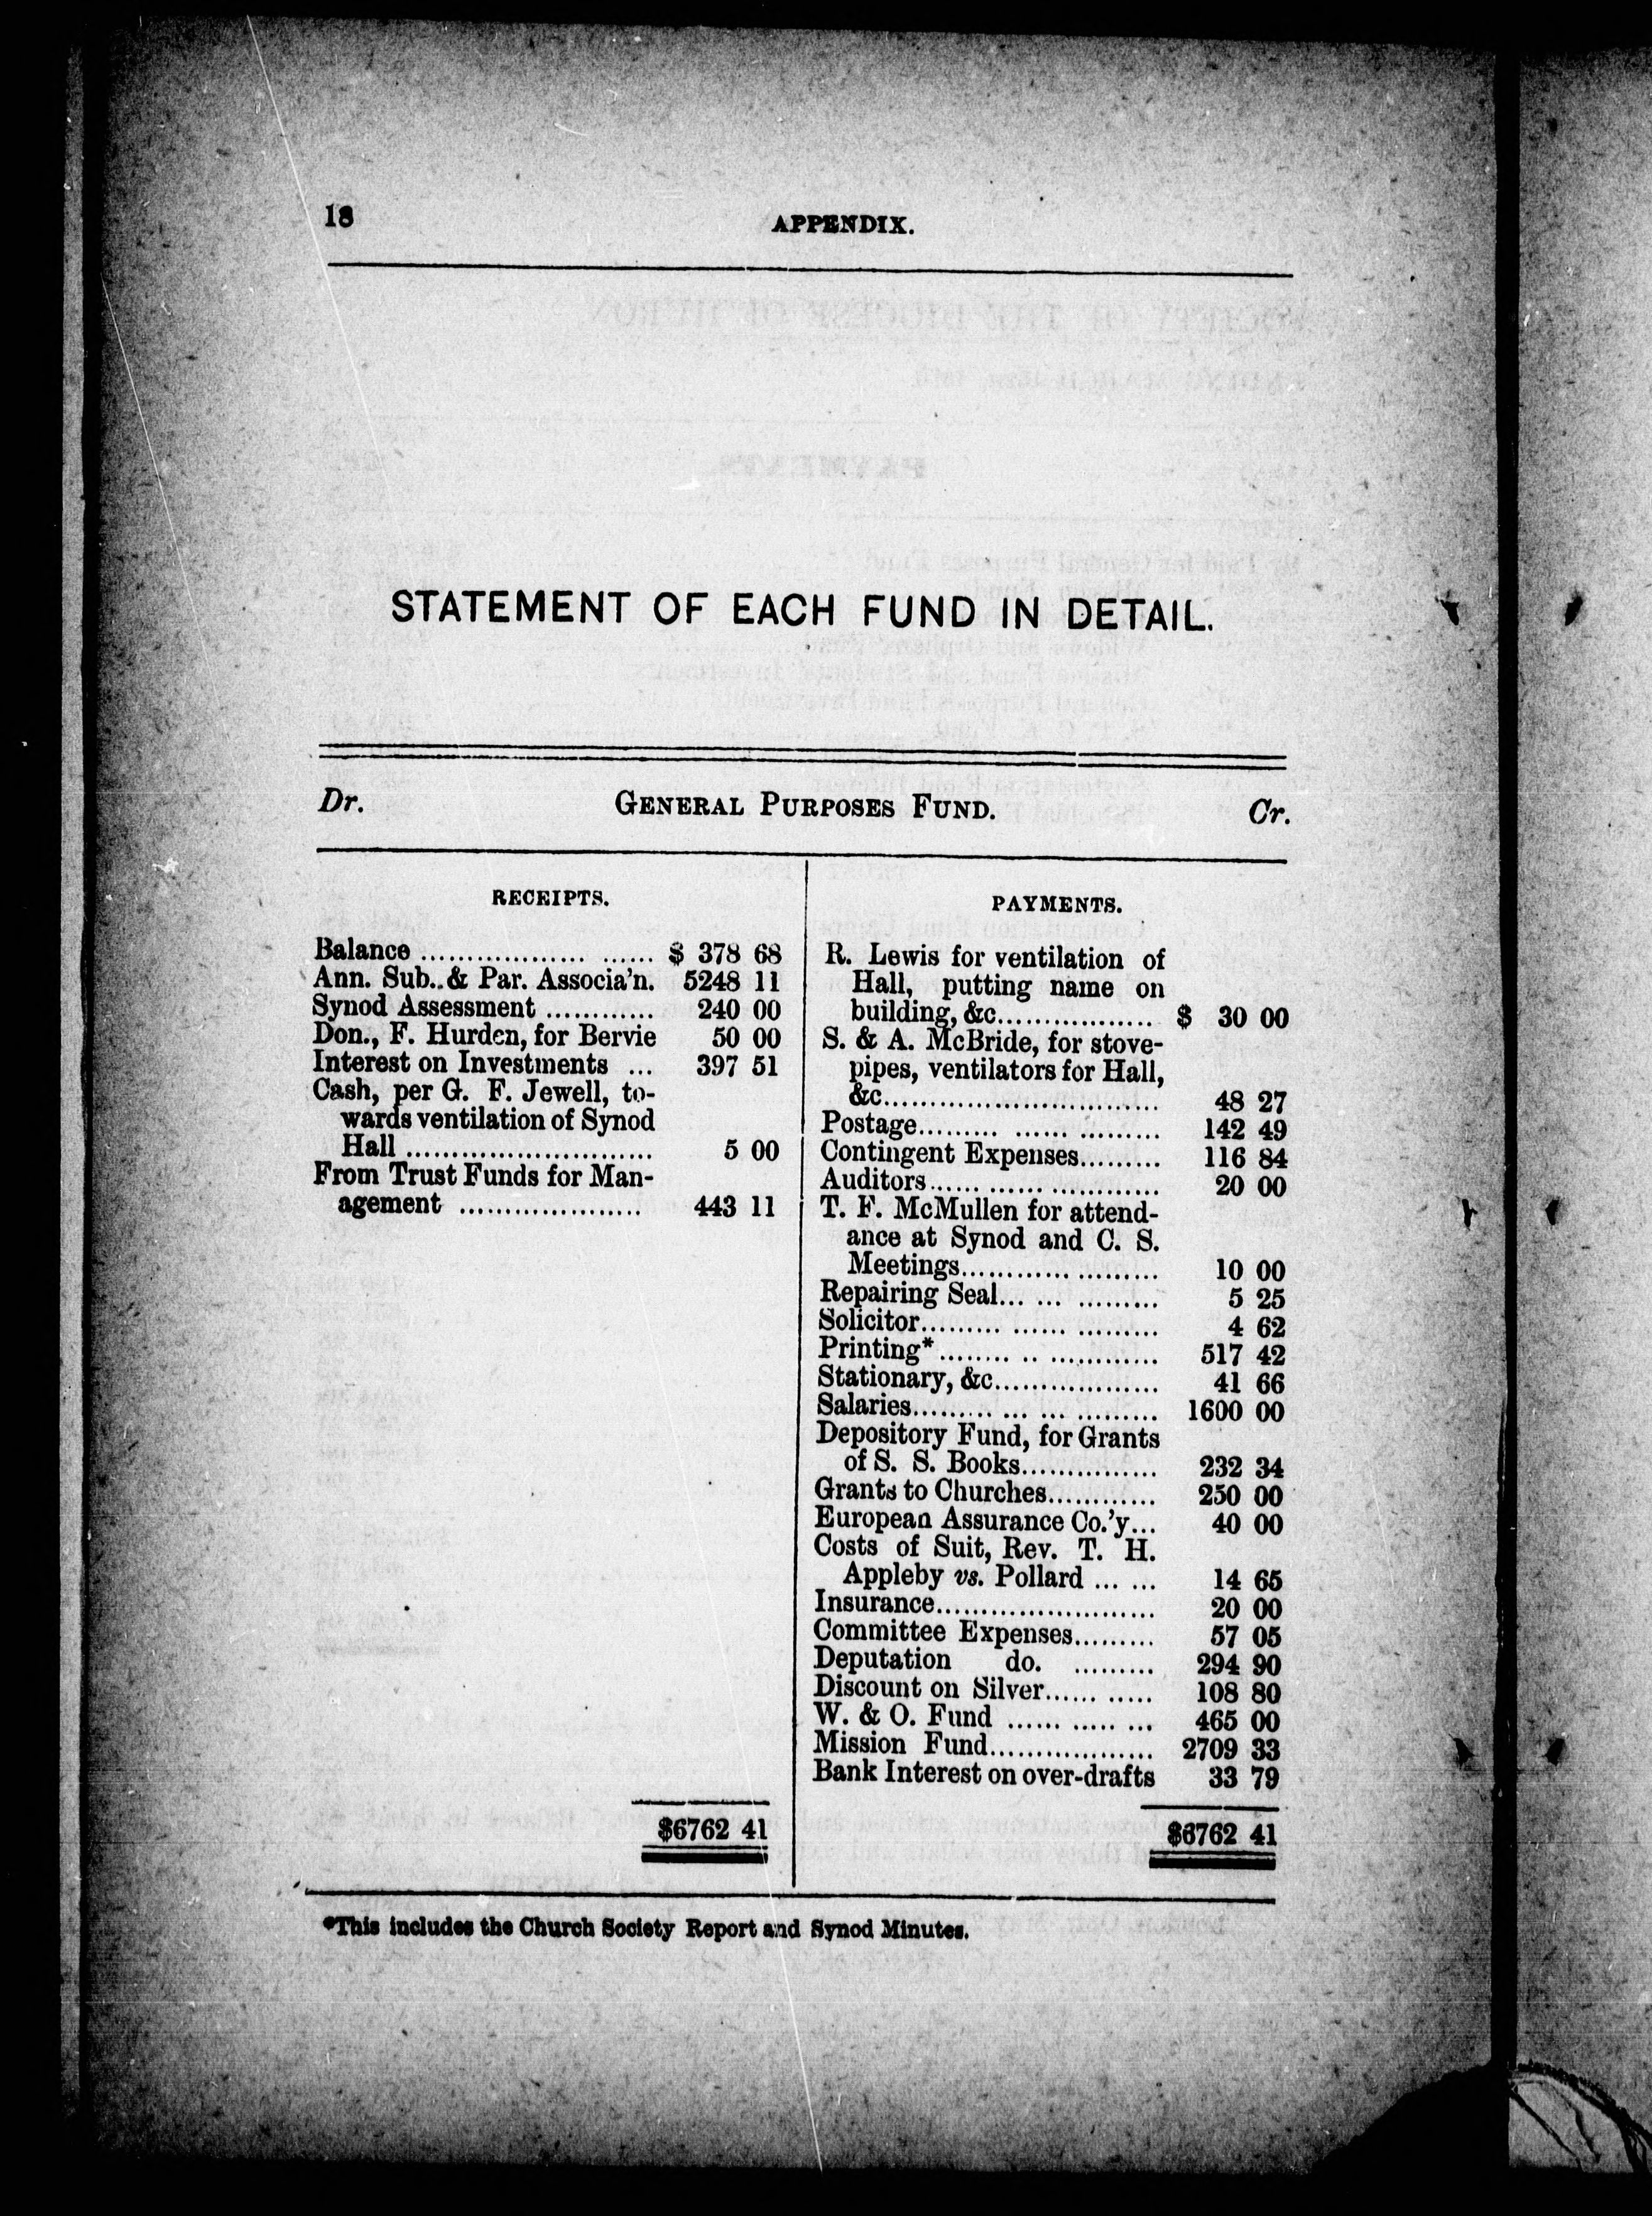 18
APPENDIX.
STATEMENT OF EACH FUND IN DETAIL.
Dr. GENERAL PURPOSES FUND. Cr.
RECEIPTS.
Balance ........................ $ 378 68
Ann. Sub..& Par. Associa'n. 5248 11
Synod Assessment ............ 240 00
Don., F. Hurden, for Bervie 50 00
Interest on Investments ... 397 51
Cash, per G. F. Jewell, to-
wards ventilation of Synod
Hall ........................... 5 00
From Trust Funds for Man-
agement .................... 443 11
$6762 41
PAYMENTS.
R. Lewis for ventilation of
Hall, putting name on
building, &c................. $ 30 00
S. & A. McBride, for stove-
pipes, ventilators for Hall,
&c.............................. 48 27
Postage......... ...... ......... 142 49
Contingent Expenses......... 116 84
Auditors...... ...... ............ 20 00
T. F. McMullen for attend-
ance at Synod and C. S.
Meetings............ ......... 10 00
Repairing Seal... ... ......... 5 25
Solicitor......... ...... ......... 4 62
Printing*........ .. ............ 517 42
Stationary, &c.................. 41 66
Salaries......... ... ... ......... 1600 00
Depository Fund, for Grants
of S. S. Books............... 232 34
Grants to Churches............ 250 00
European Assurance Co.'y... 40 00
Costs of Suit, Rev. T. H.
Appleby vs. Pollard ... ... 14 65
Insurance........................ 20 00
Committee Expenses......... 57 05
Deputation do. ......... 294 90
Discount on Silver...... ..... 108 80
W. & O. Fund ...... ..... ... 465 00
Mission Fund.................. 2709 33
Bank Interest on over-drafts 33 79
$6762 41
*This includes the Church Society Report and Synod Minutes.